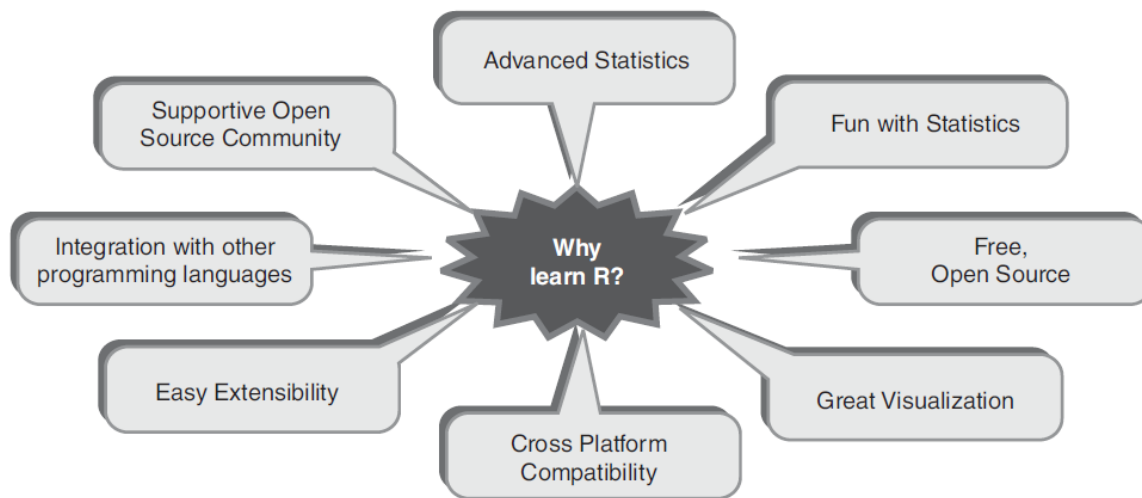 Advanced Statistics
Supportive Open
Source Community
Fun with Statistics
Integration with other
programming languages
Why
learn R?
Free,
Open Source
Easy Extensibility
Great Visualization
Cross Platform
Compatibility